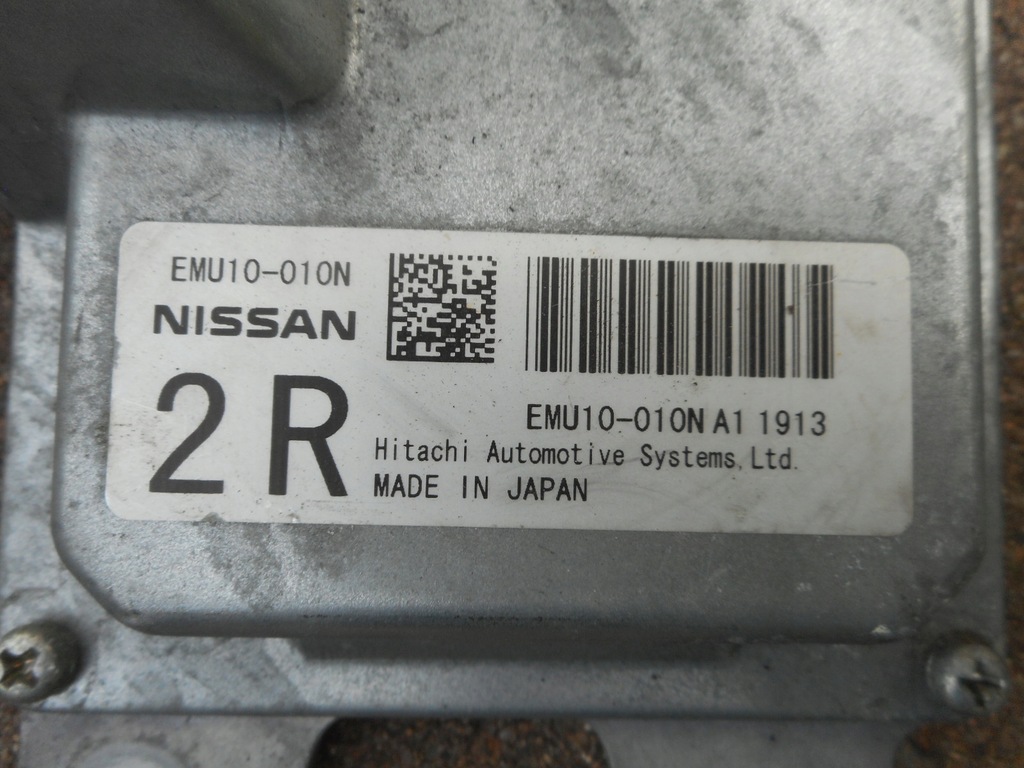 EMU10-010N
NISSAN
2R
EMU10-010N A1 1913
Hitachi Automotive Systems, Ltd.
MADE IN JAPAN